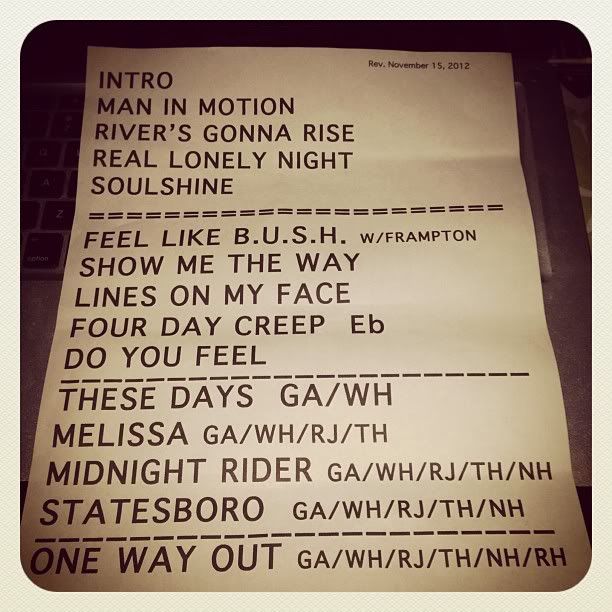 Rev. November 15, 2012
INTRO
MAN IN MOTION
RIVER'S GONNA RISE
REAL LONELY NIGHT
SOULSHINE
======================
FEEL LIKE B.U.S.H. W/FRAMPTON
SHOW ME THE WAY
LINES ON MY FACE
FOUR DAY CREEP Eb
DO YOU FEEL
THESE DAYS GA/WH
MELISSA GA/WH/RJ/TH
MIDNIGHT RIDER GA/WH/RJ/TH/NH
STATESBORO GA/WH/RJ/TH/NH
ONE WAY OUT GA/WH/RJ/TH/NH/RH
Q
A
Z
option